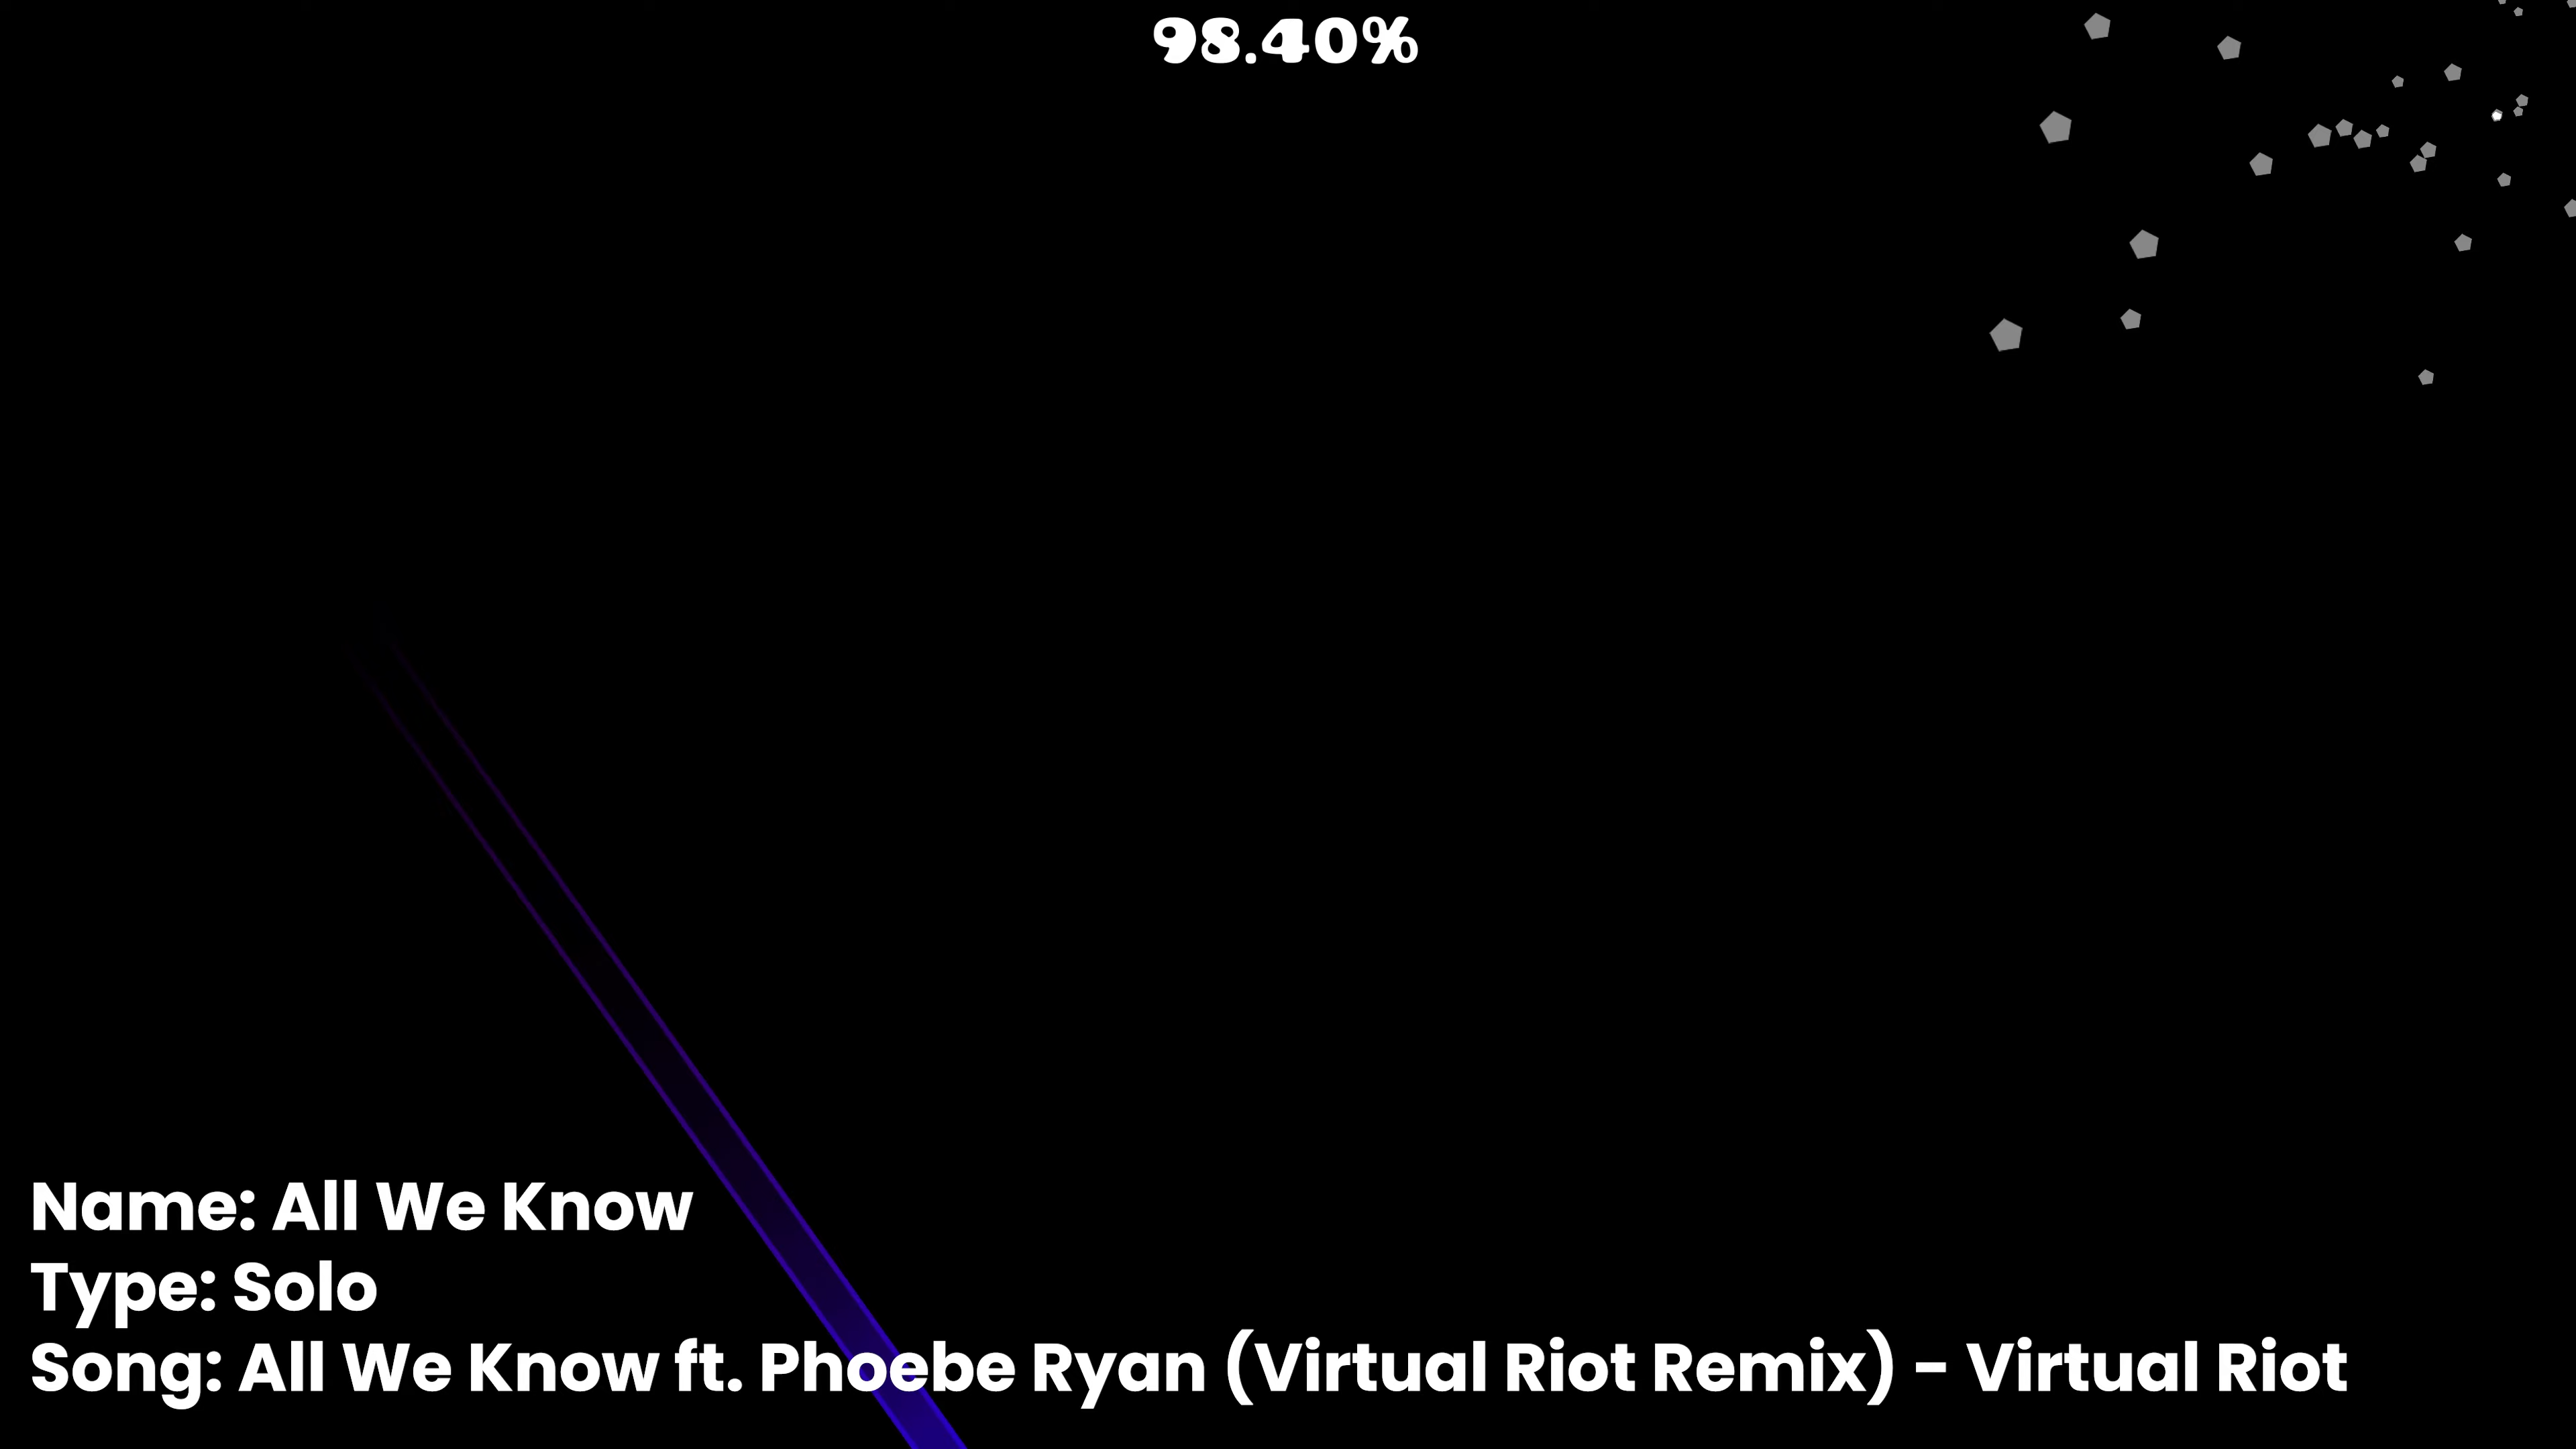 98.40%
Name: All We Know
Type: Solo
Song: All We Know ft. Phoebe Ryan (Virtual Riot Remix) - Virtual Riot